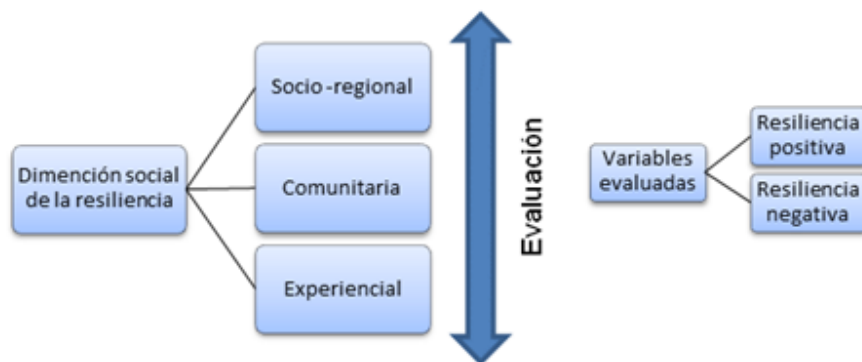 Dimención social
de la resiliencia
Socio -regional
Comunitaria
Experiencial
Evaluación
Variables
evaluadas
Resiliencia
positiva
Resiliencia
negativa